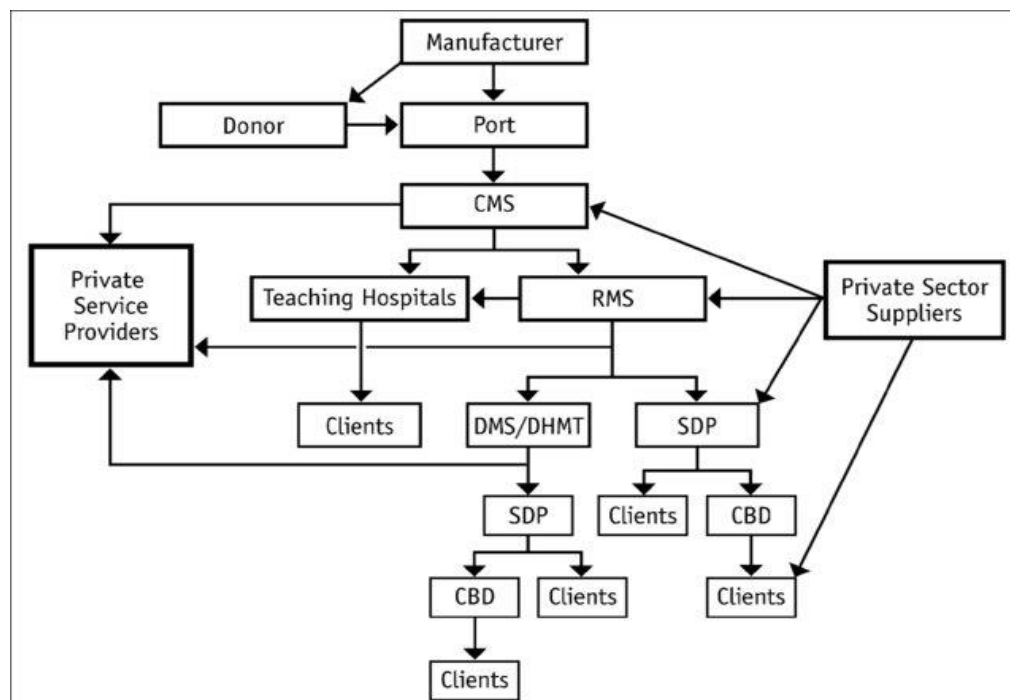 Manufacturer
Donor
Port
CMS
Private
Service
Providers
Teaching Hospitals
RMS
Private Sector
Suppliers
Clients
DMS/DHMT
SDP
SDP
Clients
CBD
CBD
Clients
Clients
Clients